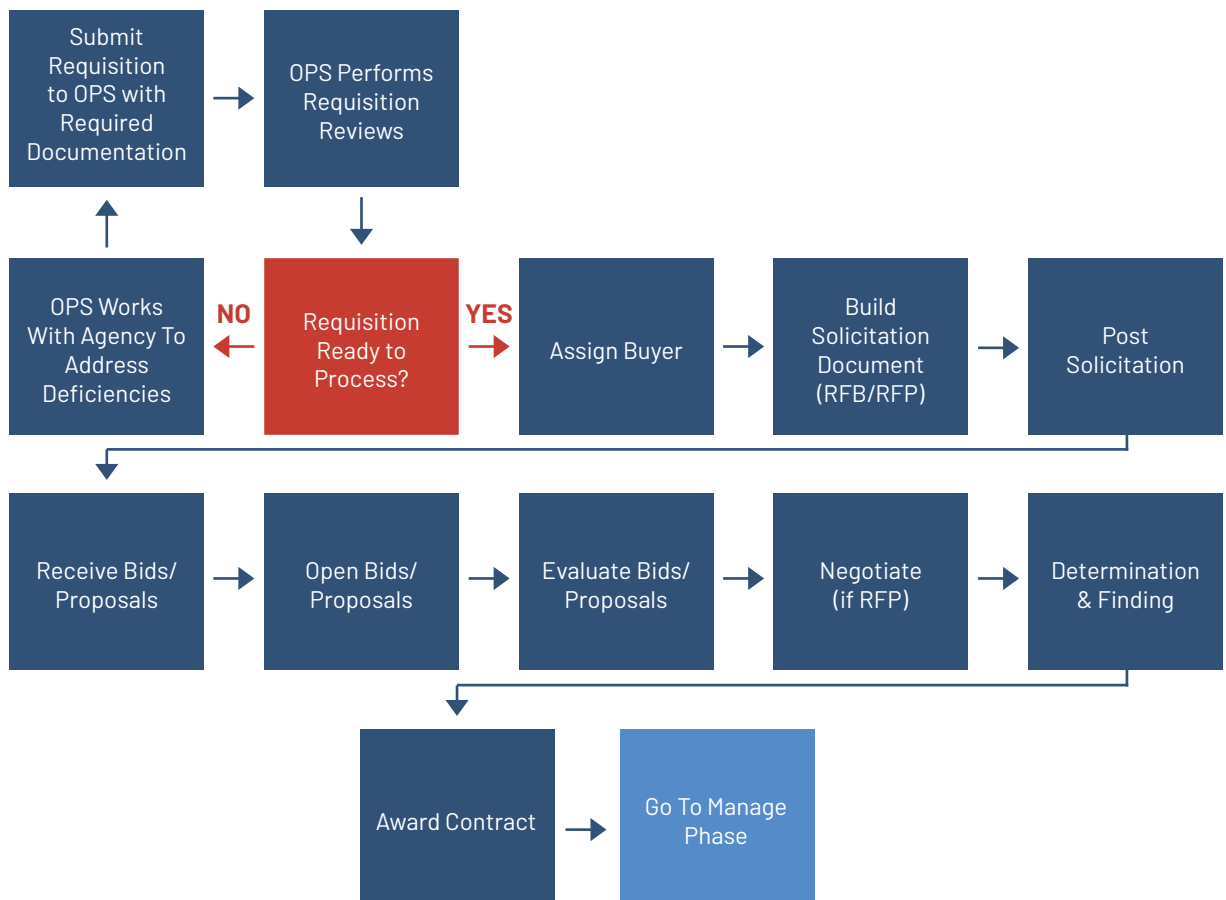 Submit
Requisition
to OPS with
Required
Documentation
OPS Performs
Requisition
Reviews
OPS Works
With Agency To
Address
Deficiencies
NO
Requisition
Ready to
Process?
YES
Assign Buyer
Build
Solicitation
Document
(RFB/RFP)
Post
Solicitation
Receive Bids/
Proposals
Open Bids/
Proposals
Evaluate Bids/
Proposals
Negotiate
(if RFP)
Determination
& Finding
Award Contract
Go To Manage
Phase